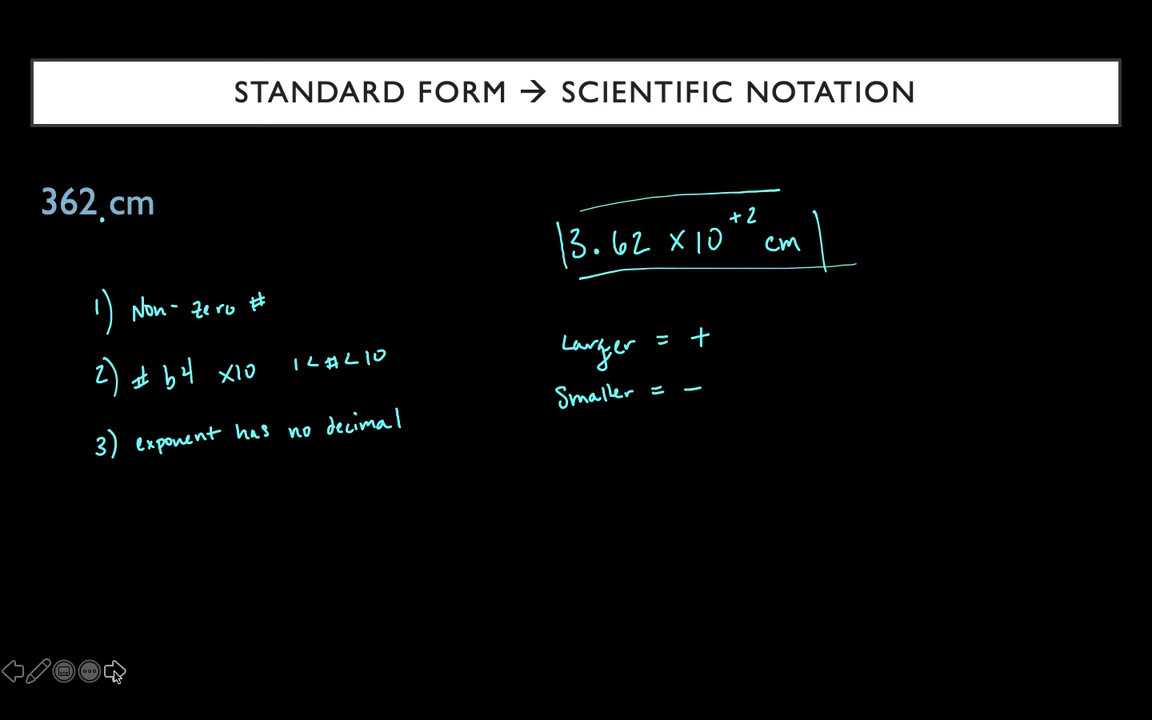 STANDARD FORM → SCIENTIFIC NOTATION
362.cm
3.62 x10⁺² cm
1) Non-zero #
2) # b4 x10 1<#<10
3) exponent has no decimal
Larger = +
Smaller = -